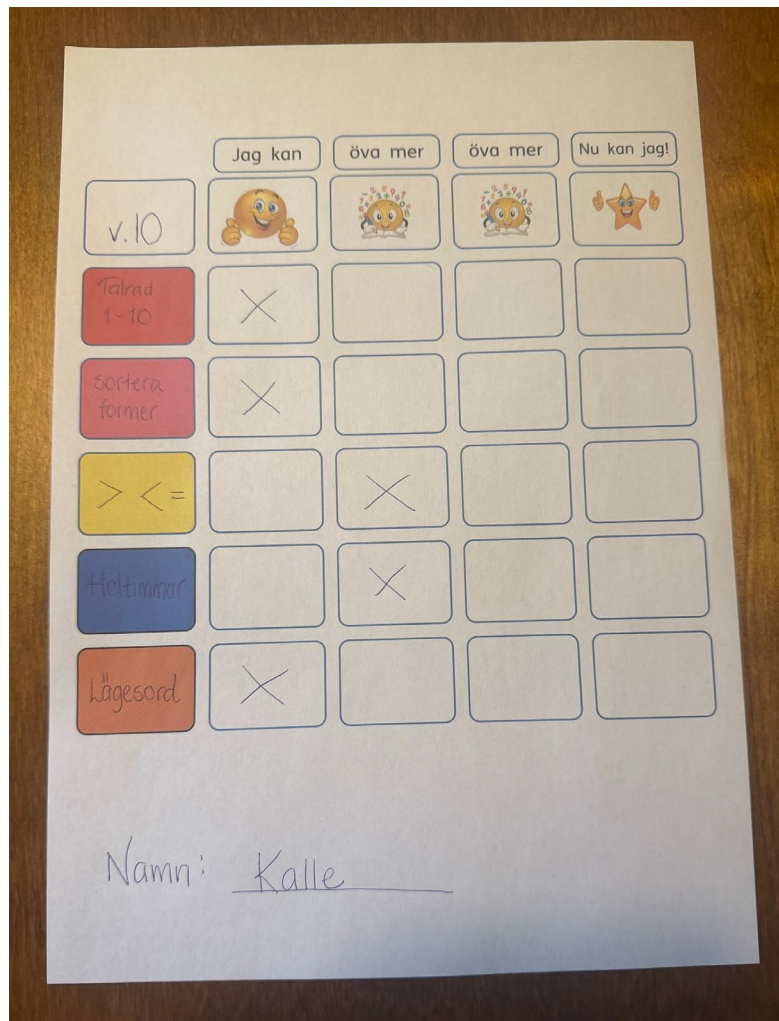 Jag kan öva mer öva mer Nu kan jag!
v.10
Talrad
1-10
sortera
former
> < =
Heltimmar
Lägesord
Namn: Kalle